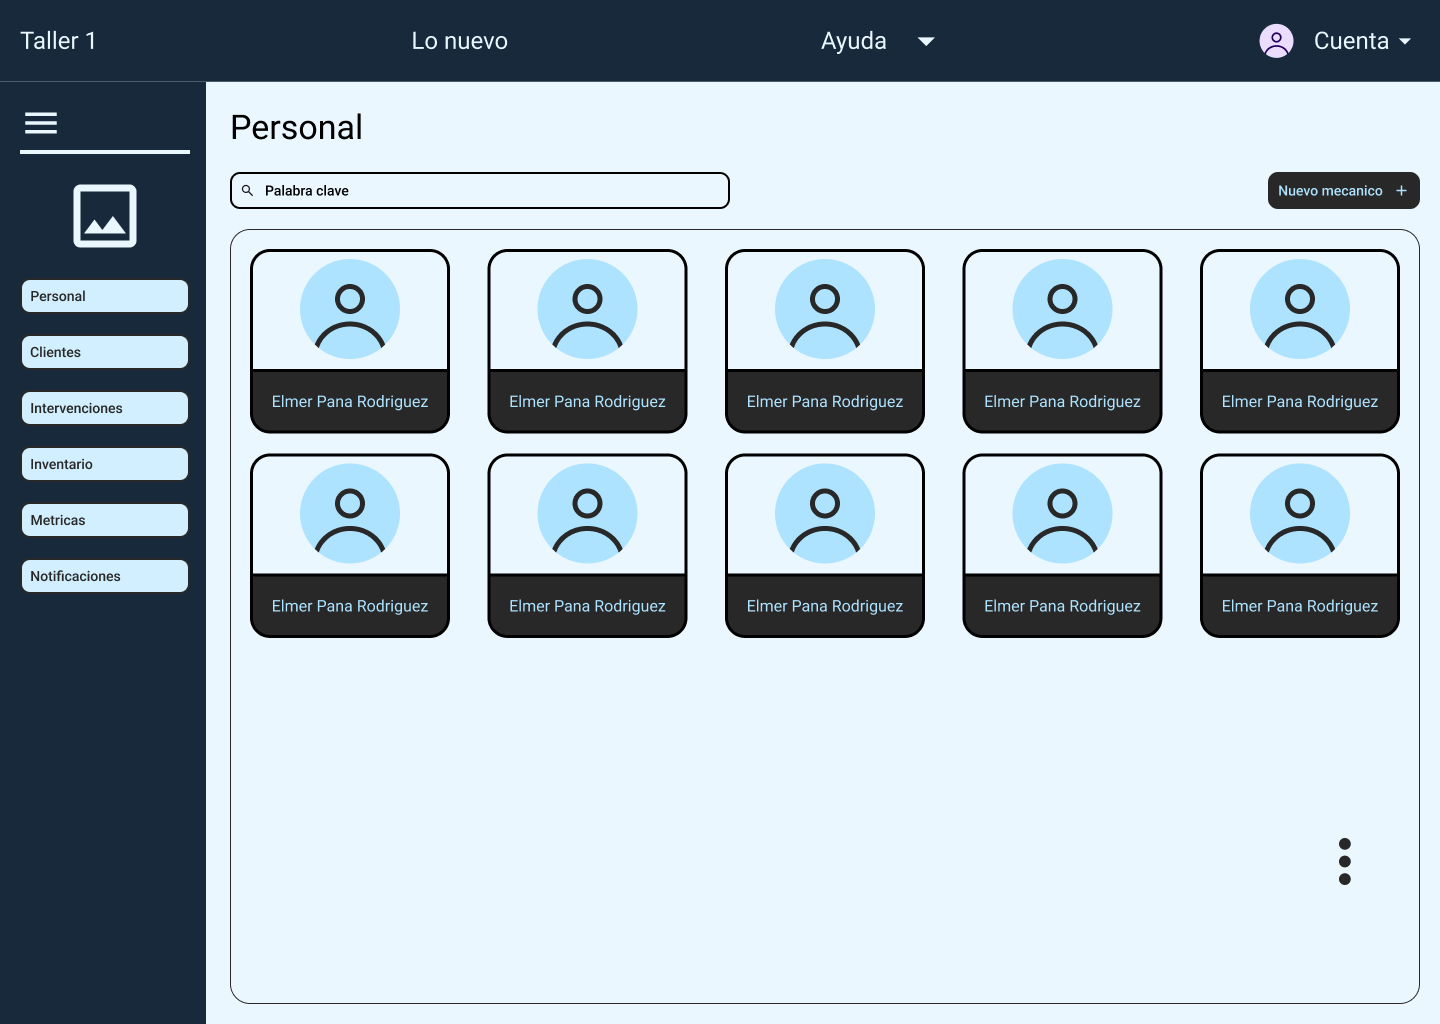 Taller 1
Lo nuevo
Ayuda
Cuenta
Personal
Clientes
Intervenciones
Inventario
Metricas
Notificaciones
Personal
Palabra clave
Nuevo mecanico +
Elmer Pana Rodriguez
Elmer Pana Rodriguez
Elmer Pana Rodriguez
Elmer Pana Rodriguez
Elmer Pana Rodriguez
Elmer Pana Rodriguez
Elmer Pana Rodriguez
Elmer Pana Rodriguez
Elmer Pana Rodriguez
Elmer Pana Rodriguez